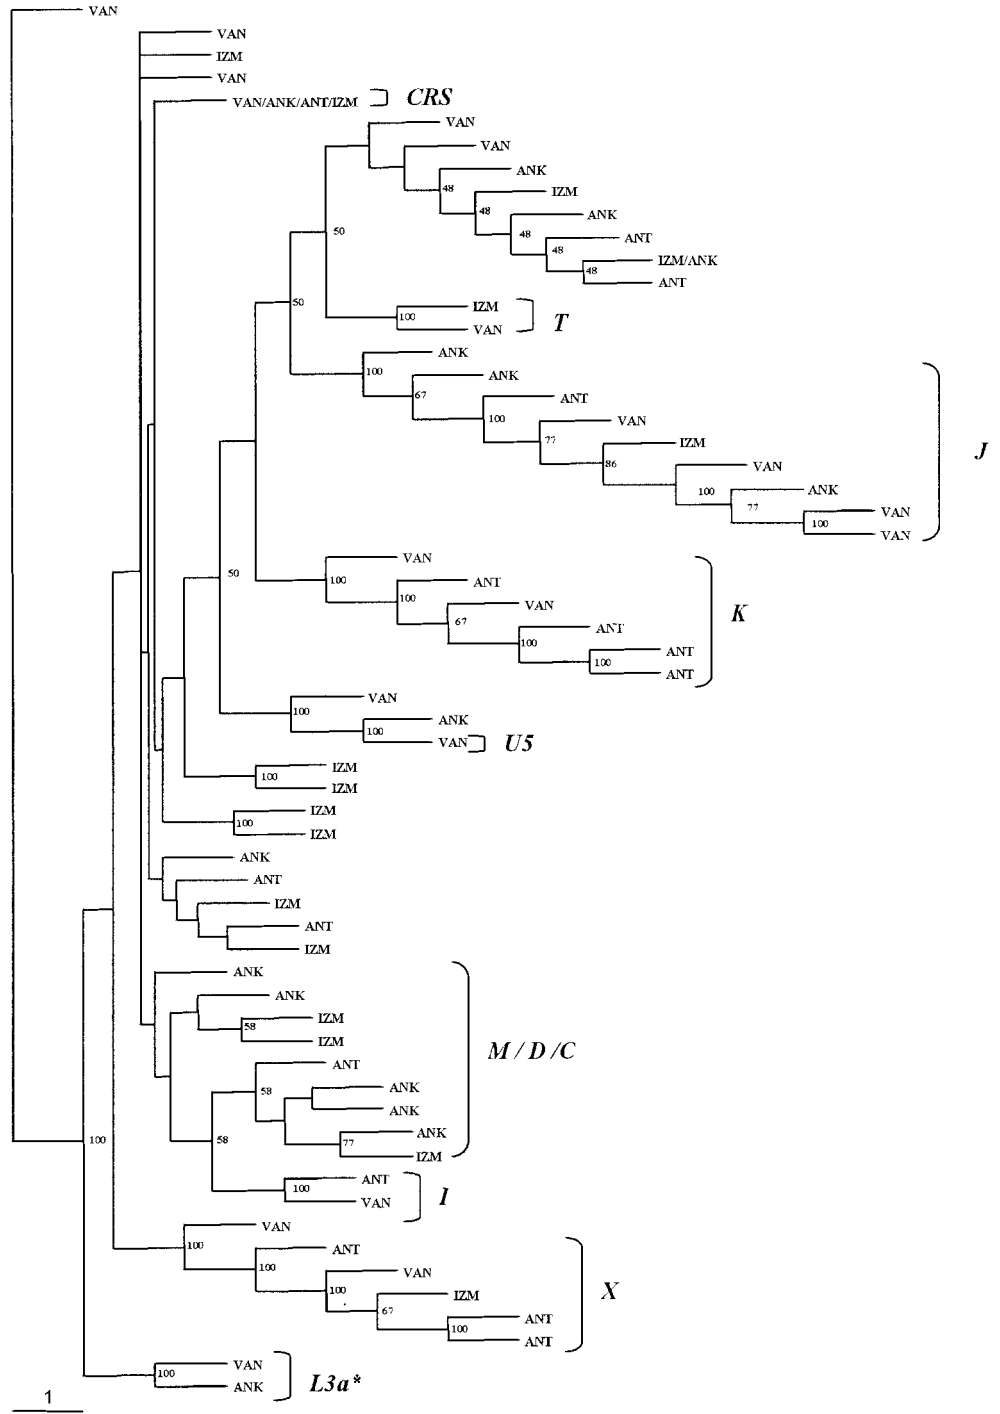 VAN
VAN
IZM
VAN
VAN/ANK/ANT/IZM CRS
VAN
VAN
ANK
48
IZM
48
ANK
50 48
ANT
48
IZM/ANK
48
ANT
50
IZM
100 T
VAN
ANK
100
ANK
67
ANT
100
VAN
77
IZM
J
86
VAN
100 ANK
77
VAN
100
VAN
VAN
50 100 ANT
100
VAN
K
67
ANT
100
ANT
100
ANT
VAN
100
ANK
100
VAN U5
IZM
100
IZM
IZM
100
IZM
ANK
ANT
IZM
ANT
IZM
ANK
ANK
IZM
58
IZM
M / D /C
ANT
58 ANK
ANK
ANK
100 58 77
IZM
ANT
100 I
VAN
VAN
100 ANT
100
VAN
100 X
IZM
67
ANT
100
ANT
VAN
100
ANK L3a*
1